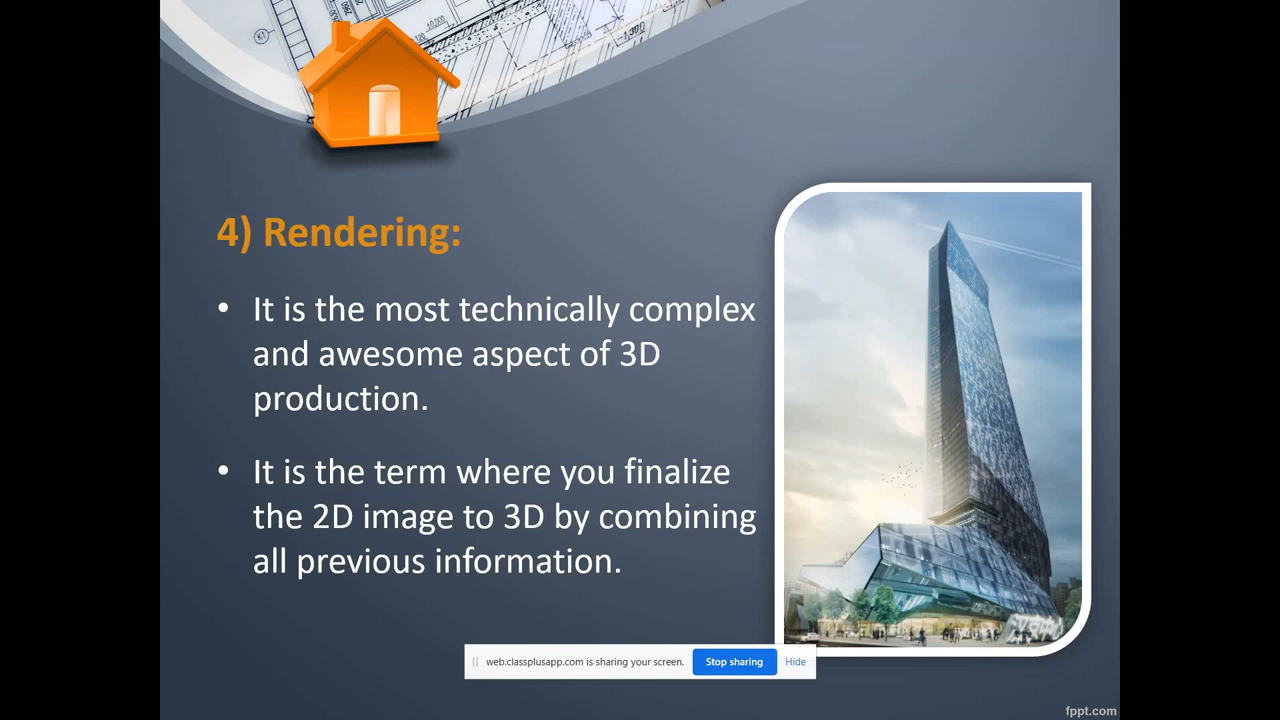 4) Rendering:
• It is the most technically complex
and awesome aspect of 3D
production.
• It is the term where you finalize
the 2D image to 3D by combining
all previous information.
web.classplusapp.com is sharing your screen. Stop sharing Hide
fppt.com